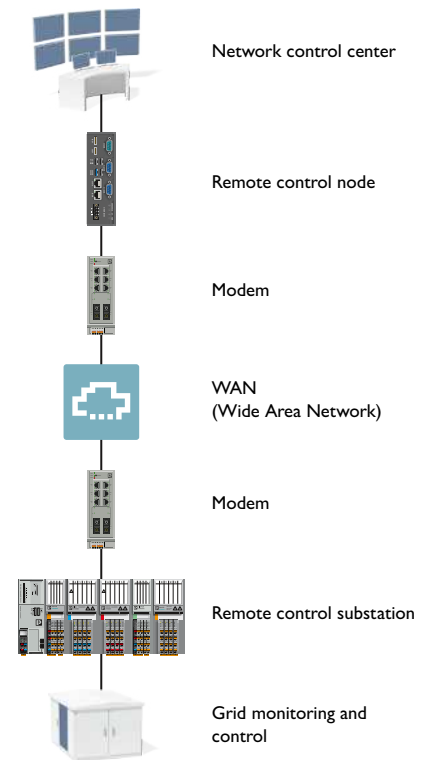 Network control center
Remote control node
Modem
WAN
(Wide Area Network)
Modem
Remote control substation
Grid monitoring and
control